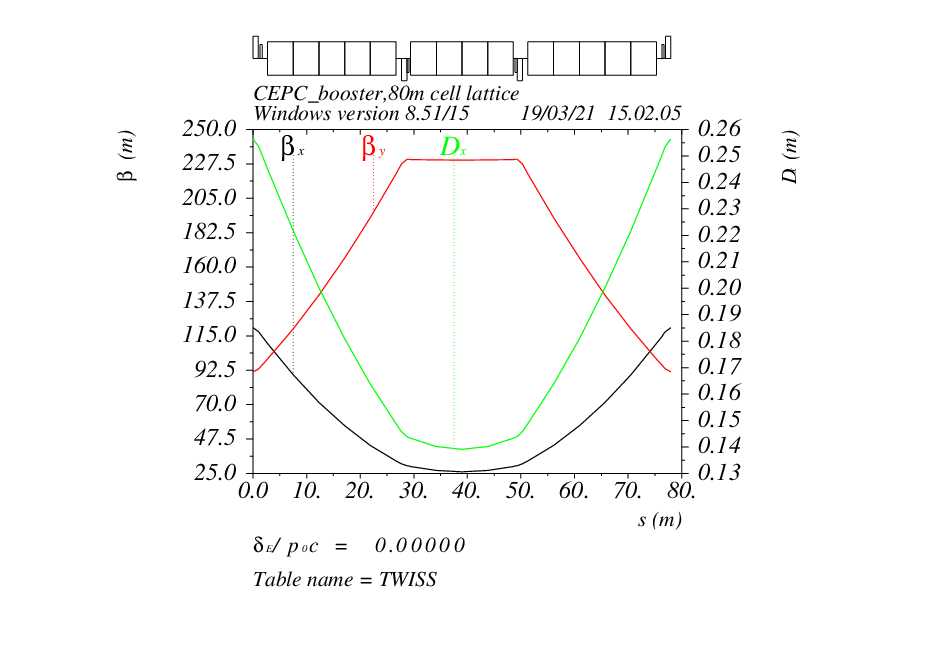 CEPC_booster,80m cell lattice
Windows version 8.51/15 19/03/21 15.02.05
β (m)
250.0
227.5
205.0
182.5
160.0
137.5
115.0
92.5
70.0
47.5
25.0
βx βy Dx
0.26
0.25
0.24
0.23
0.22
0.21
0.20
0.19
0.18
0.17
0.16
0.15
0.14
0.13
D (m)
0.0 10. 20. 30. 40. 50. 60. 70. 80.
s (m)
δE/ p0c = 0.00000
Table name = TWISS